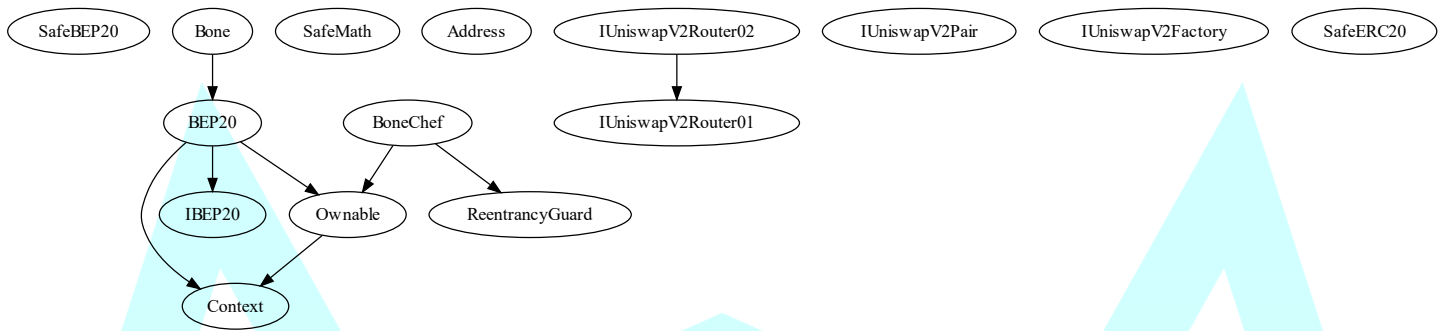 SafeBEP20
Bone
SafeMath
Address
IUniswapV2Router02
IUniswapV2Pair
IUniswapV2Factory
SafeERC20
BEP20
BoneChef
IUniswapV2Router01
IBEP20
Ownable
ReentrancyGuard
Context